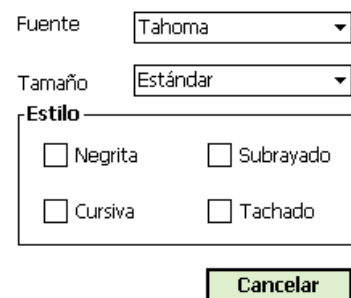 Fuente Tahoma
Tamaño Estándar
Estilo
Negrita Subrayado
Cursiva Tachado
Cancelar